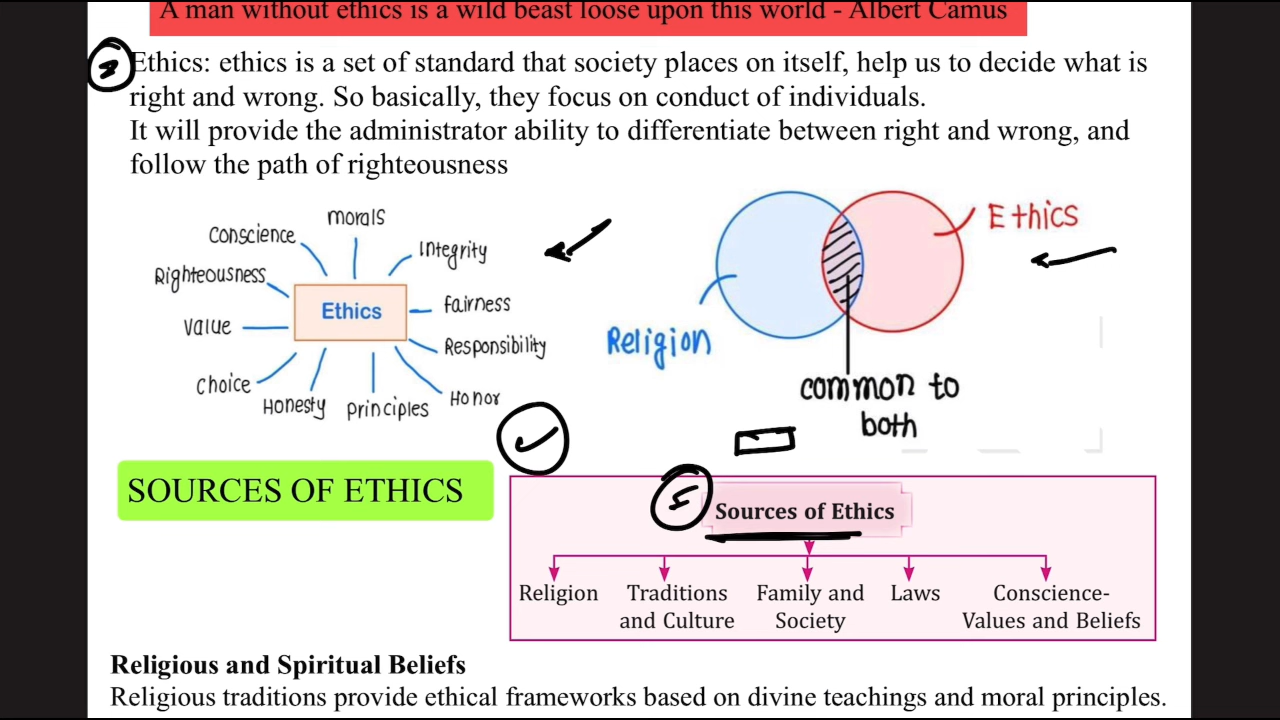 A man without ethics is a wild beast loose upon this world - Albert Camus
Ethics: ethics is a set of standard that society places on itself, help us to decide what is
right and wrong. So basically, they focus on conduct of individuals.
It will provide the administrator ability to differentiate between right and wrong, and
follow the path of righteousness
morals
Conscience
Integrity
Righteousness
Ethics
fairness
Value
Responsibility
Choice
Honesty
principles
Honor
Ethics
Religion
common to
both
SOURCES OF ETHICS
5
Sources of Ethics
Religion
Traditions
and Culture
Family and
Society
Laws
Conscience-
Values and Beliefs
Religious and Spiritual Beliefs
Religious traditions provide ethical frameworks based on divine teachings and moral principles.